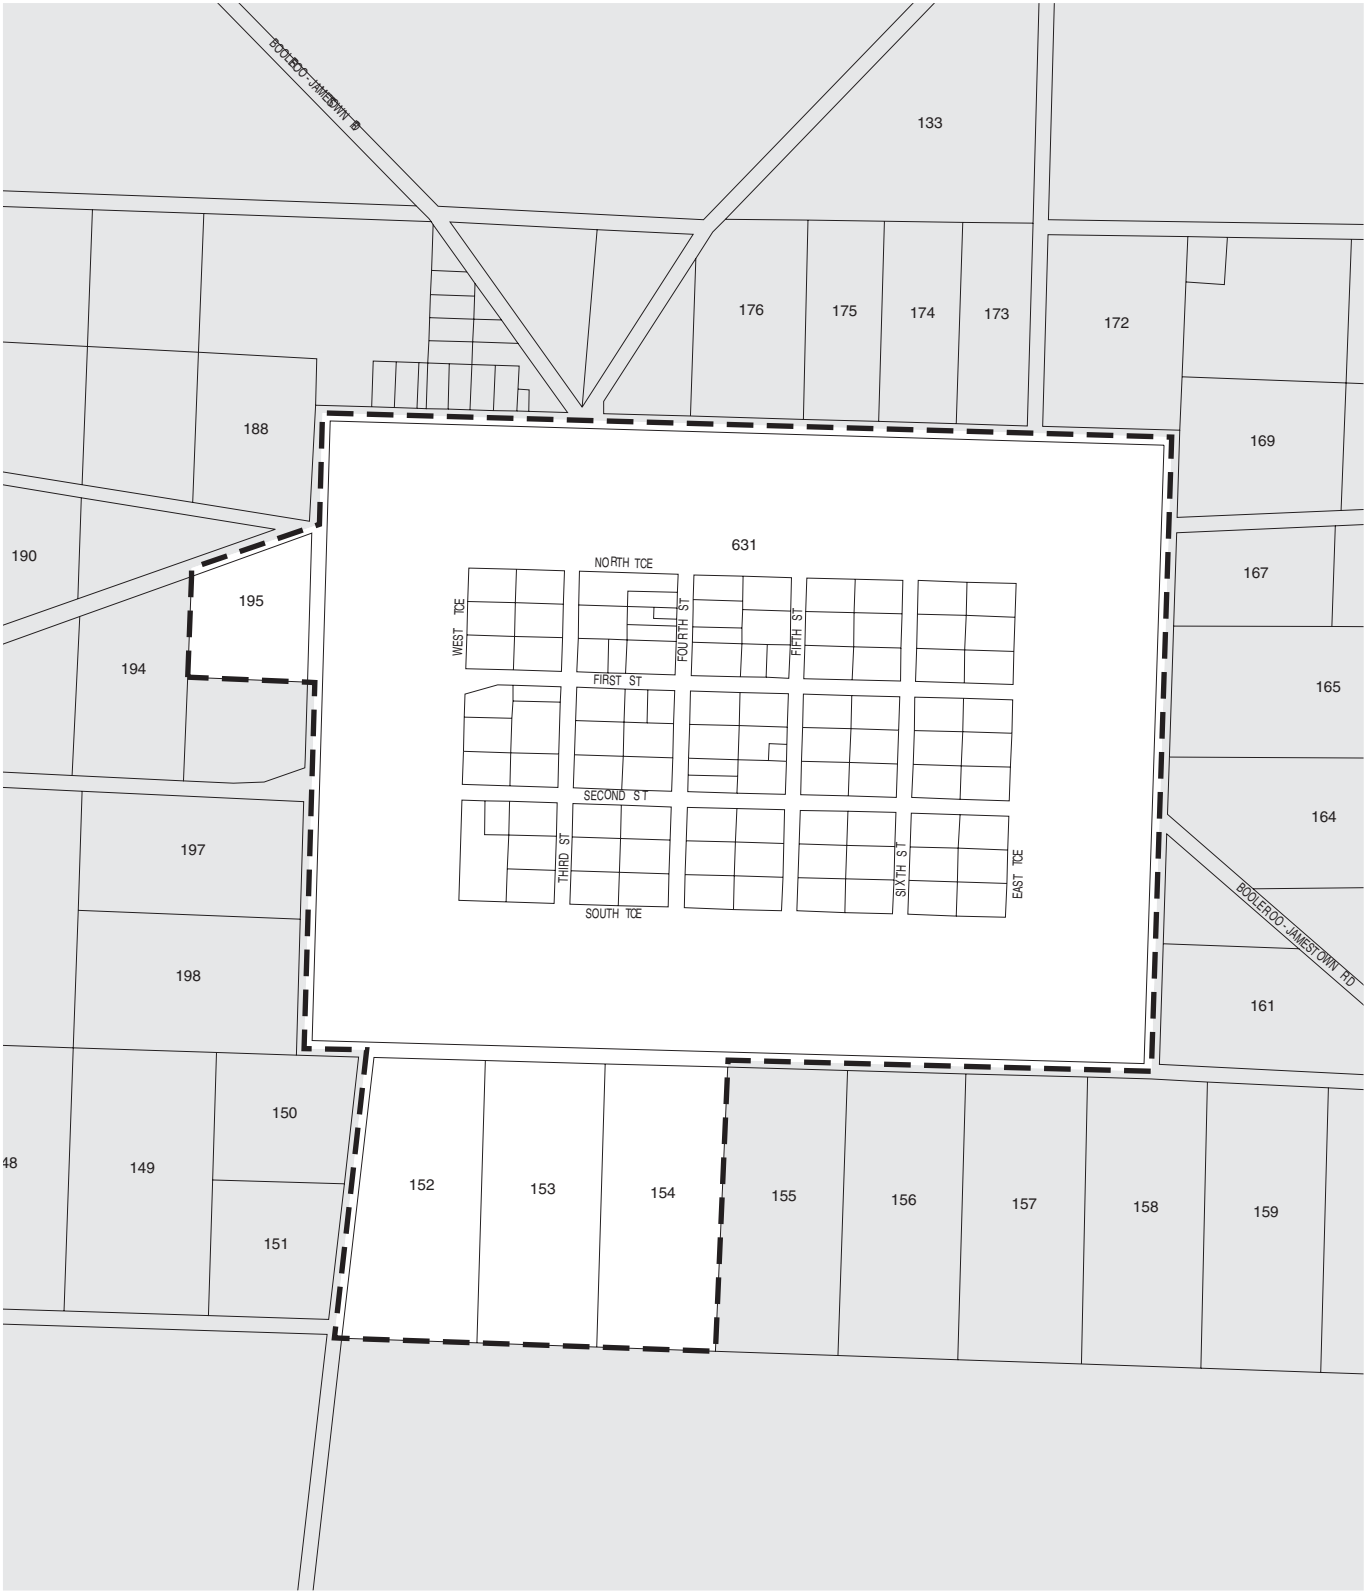 BOOLEROO-JAMESTOWN RD
133
176
175
174
173
172
188
169
631
190
NORTH TCE
167
195
WEST TCE
FOURTH ST
FIFTH ST
194
FIRST ST
165
SECOND ST
164
197
THIRD ST
SIXTH ST
EAST TCE
BOOLEROO-JAMESTOWN RD
SOUTH TCE
198
161
150
48
149
152
153
154
155
156
157
158
159
151